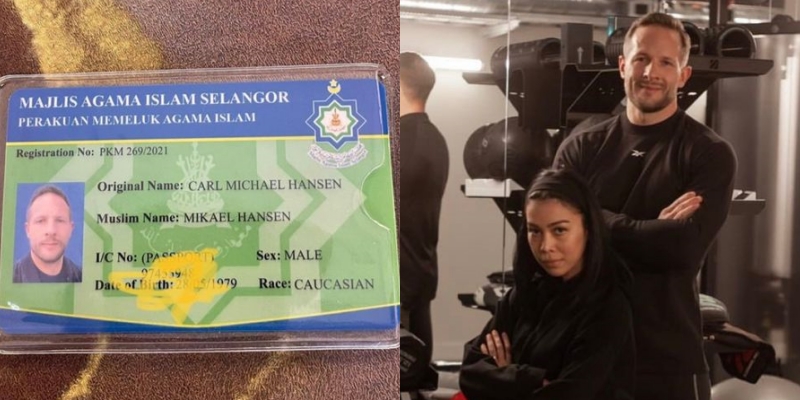 MAJLIS AGAMA ISLAM SELANGOR
PERAKUAN MEMELUK AGAMA ISLAM
Registration No: PKM 269/2021
Original Name: CARL MICHAEL HANSEN
Muslim Name: MIKAEL HANSEN
I/C No: (PASSPORT) Sex: MALE
Date of Birth: Race: CAUCASIAN